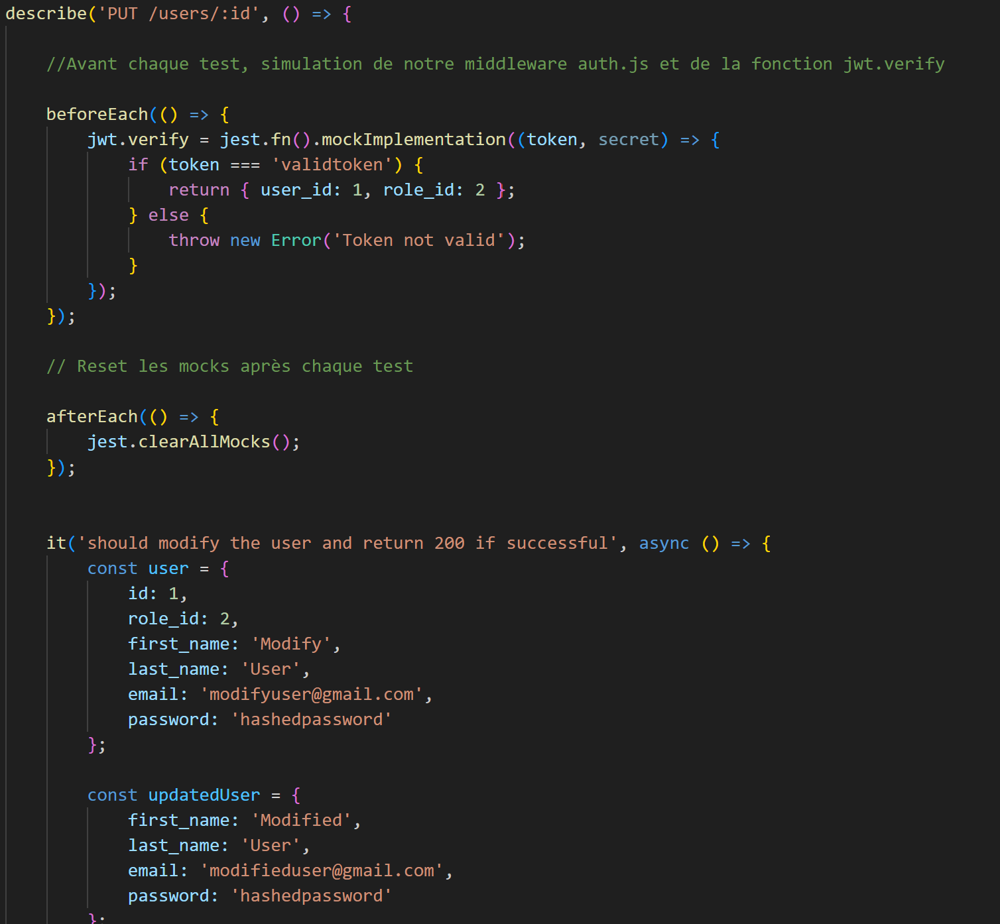 describe('PUT /users/:id', () => {
//Avant chaque test, simulation de notre middleware auth.js et de la fonction jwt.verify
beforeEach(() => {
jwt.verify = jest.fn().mockImplementation((token, secret) => {
if (token === 'validtoken') {
return { user_id: 1, role_id: 2 };
} else {
throw new Error('Token not valid');
}
});
});
// Reset les mocks après chaque test
afterEach(() => {
jest.clearAllMocks();
});
it('should modify the user and return 200 if successful', async () => {
const user = {
id: 1,
role_id: 2,
first_name: 'Modify',
last_name: 'User',
email: 'modifyuser@gmail.com',
password: 'hashedpassword'
};
const updatedUser = {
first_name: 'Modified',
last_name: 'User',
email: 'modifieduser@gmail.com',
password: 'hashedpassword'
};